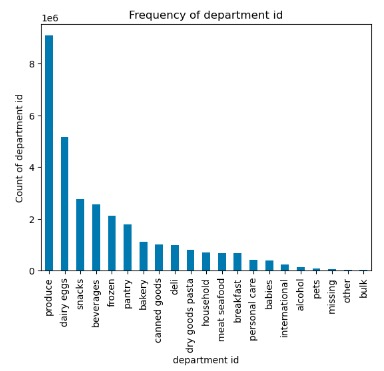 Frequency of department id
1e6
8
6
4
2
0
Count of department id
produce
dairy eggs
snacks
beverages
frozen
pantry
bakery
canned goods
deli
dry goods pasta
household
meat seafood
breakfast
personal care
babies
international
alcohol
pets
missing
other
bulk
department id